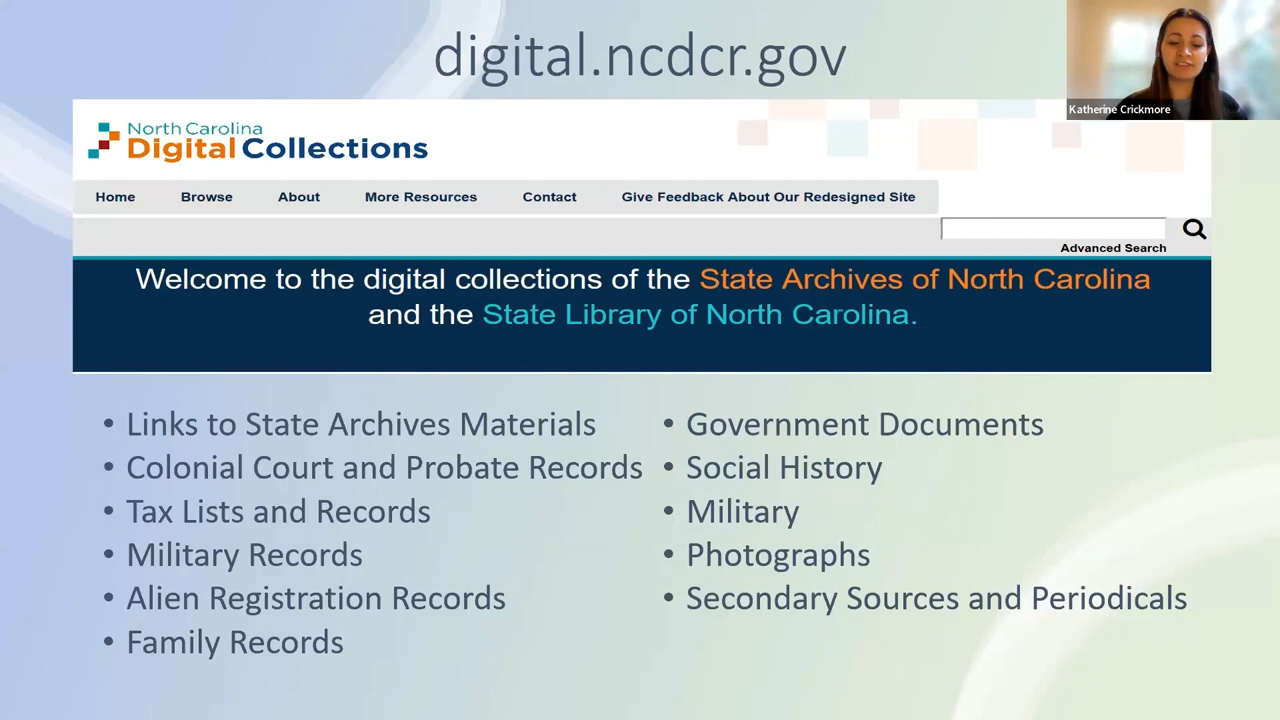 digital.ncdcr.gov
Katherine Crickmore
North Carolina
Digital Collections
Home Browse About More Resources Contact Give Feedback About Our Redesigned Site
Advanced Search
Welcome to the digital collections of the State Archives of North Carolina
and the State Library of North Carolina.
• Links to State Archives Materials
• Colonial Court and Probate Records
• Tax Lists and Records
• Military Records
• Alien Registration Records
• Family Records
• Government Documents
• Social History
• Military
• Photographs
• Secondary Sources and Periodicals